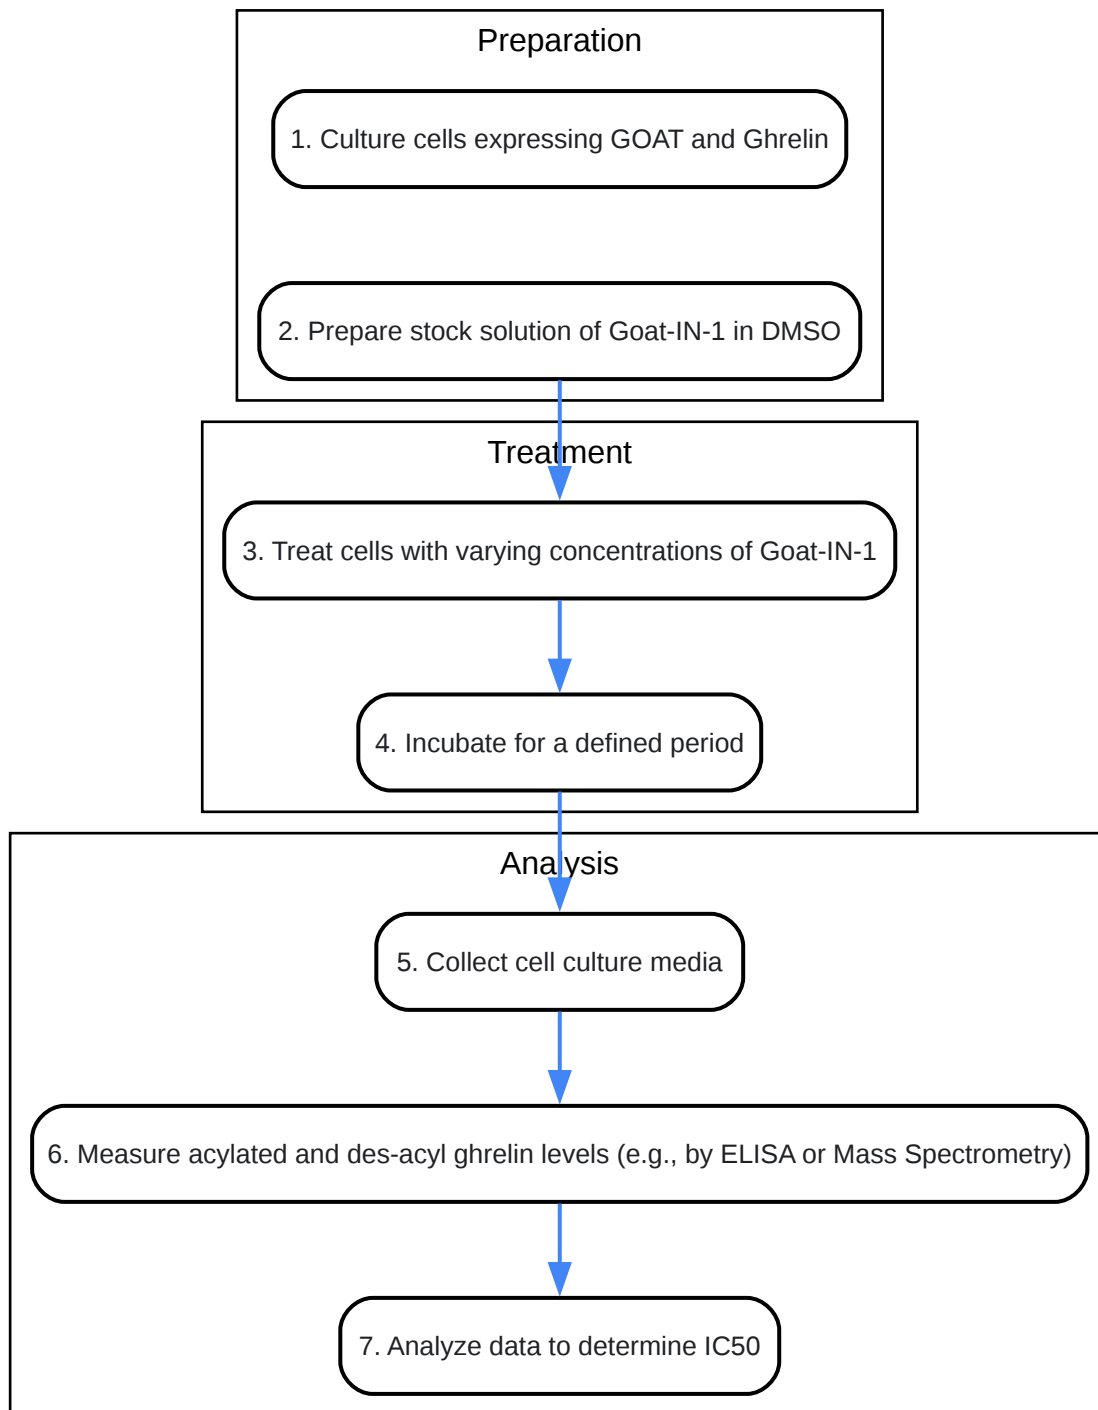 Preparation
1. Culture cells expressing GOAT and Ghrelin
2. Prepare stock solution of Goat-IN-1 in DMSO
Treatment
3. Treat cells with varying concentrations of Goat-IN-1
4. Incubate for a defined period
Analysis
5. Collect cell culture media
6. Measure acylated and des-acyl ghrelin levels (e.g., by ELISA or Mass Spectrometry)
7. Analyze data to determine IC50